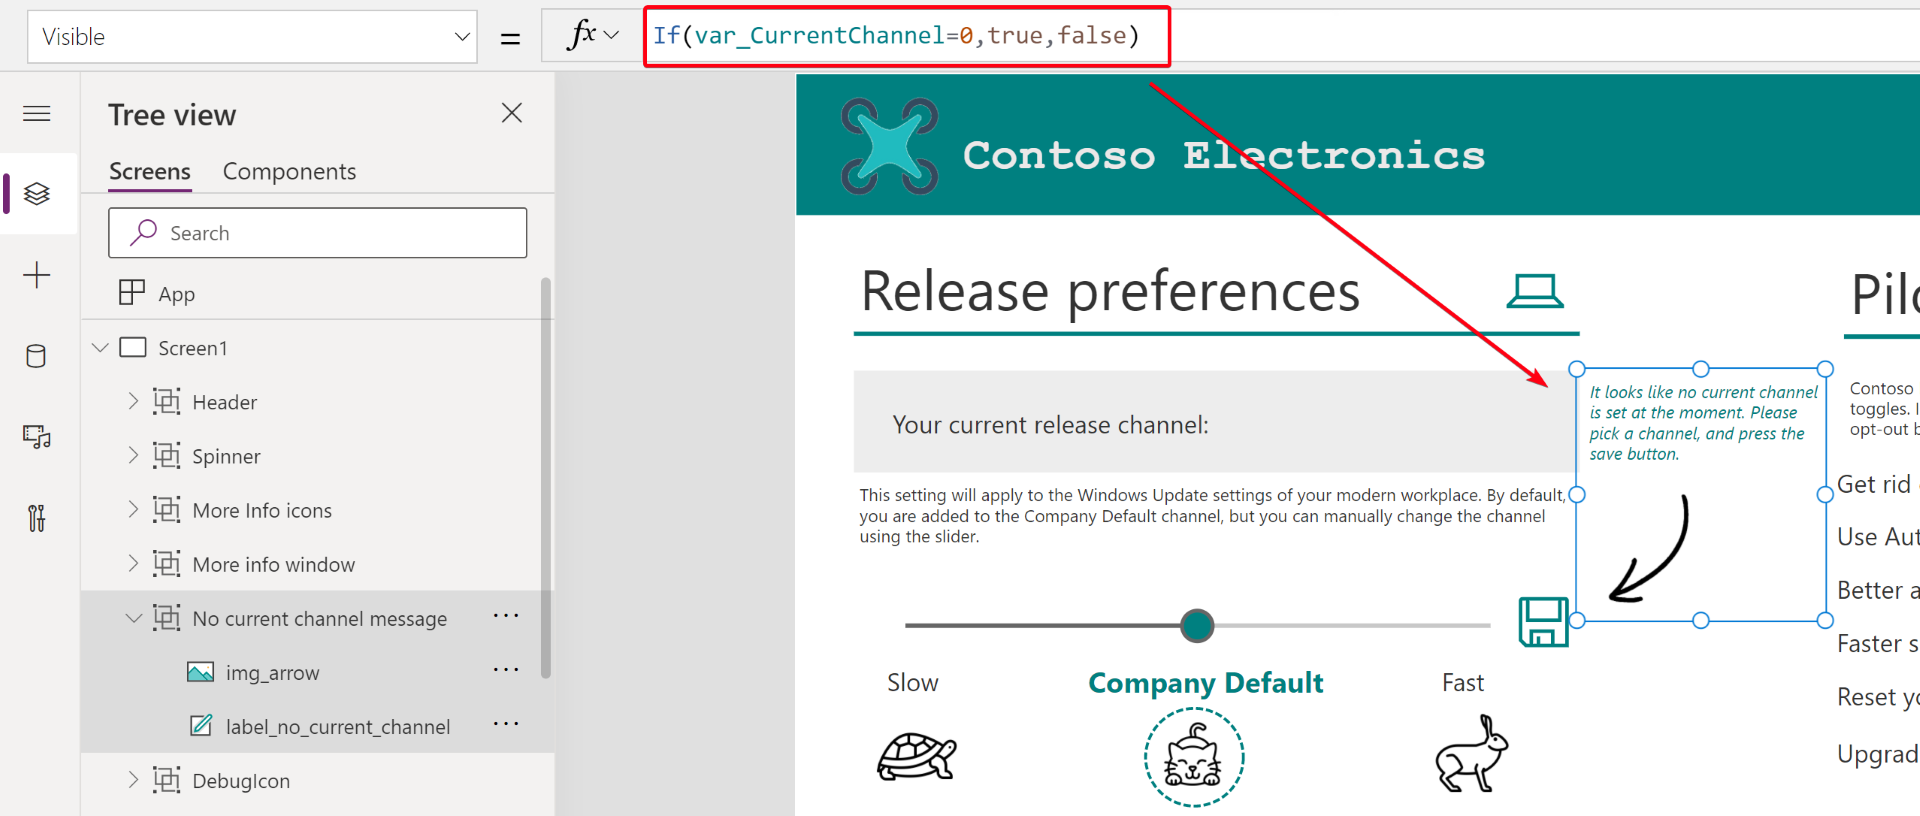 Visible
=
fx
If(var_CurrentChannel=0,true,false)
Tree view
Screens
Components
Search
App
Screen1
Header
Spinner
More Info icons
More info window
No current channel message
img_arrow
label_no_current_channel
DebugIcon
Contoso Electronics
Release preferences
Your current release channel:
This setting will apply to the Windows Update settings of your modern workplace. By default,
you are added to the Company Default channel, but you can manually change the channel
using the slider.
Slow
Company Default
Fast
It looks like no current channel
is set at the moment. Please
pick a channel, and press the
save button.
Contoso
toggles.
opt-out
Get rid
Use
Better
Faster
Reset